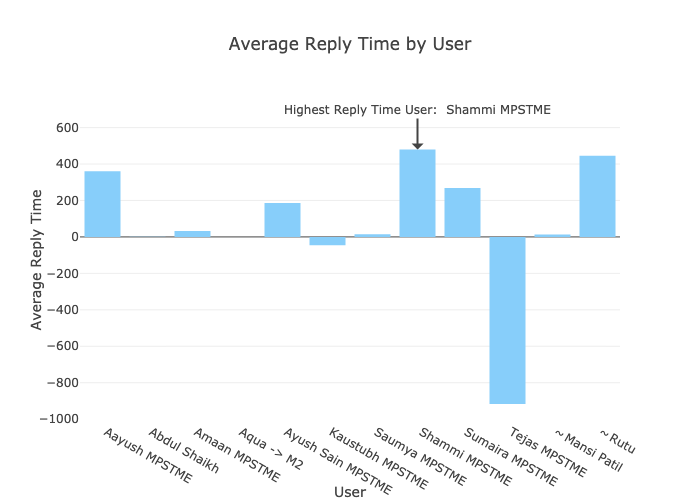 Average Reply Time by User
Highest Reply Time User:  Shammi MPSTME
600
400
200
0
−200
−400
−600
−800
−1000
Average Reply Time
Aayush MPSTME
Abdul Shaikh
Amaan MPSTME
Aqua -> M2
Ayush Sain MPSTME
Kaustubh MPSTME
Saumya MPSTME
Shammi MPSTME
Sumaira MPSTME
Tejas MPSTME
~ Mansi Patil
~ Rutu
User